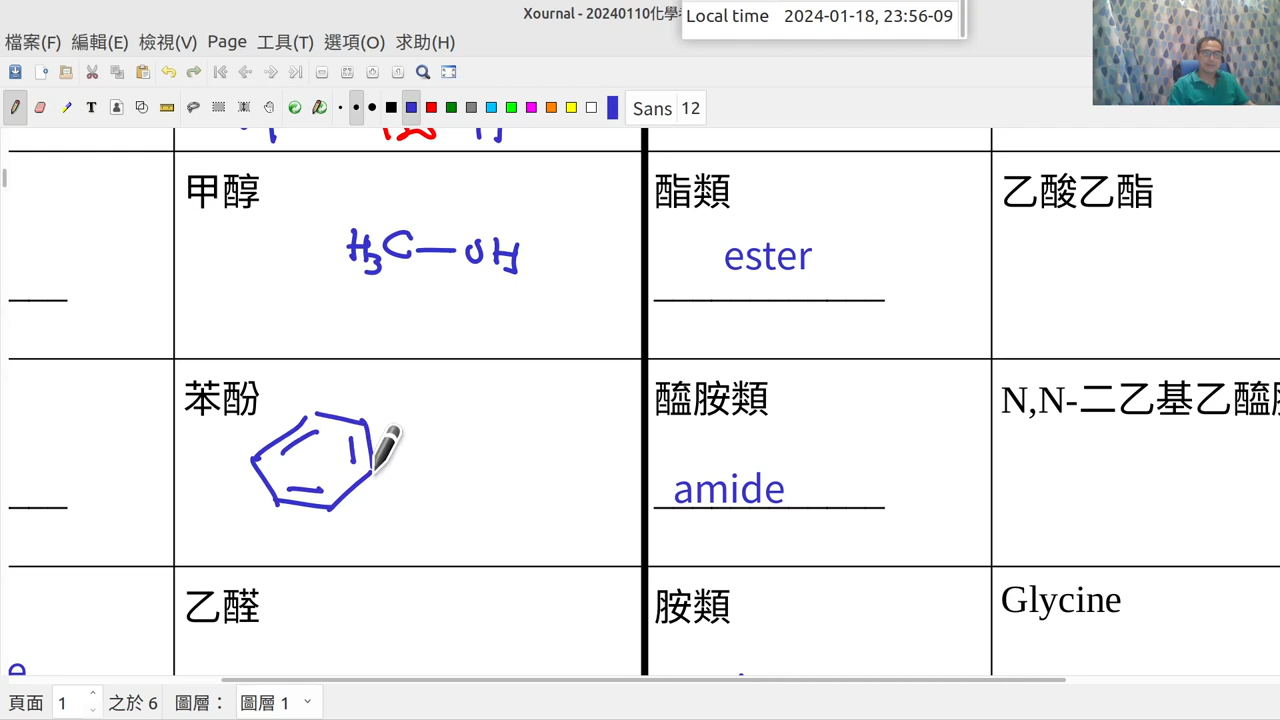 Xournal - 20240110化學
Local time 2024-01-18, 23:56-09
檔案(F) 編輯(E) 檢視(V) Page 工具(T) 選項(O) 求助(H)
Sans 12
甲醇
H3C—OH
酯類
ester
乙酸乙酯
苯酚
醯胺類
amide
N,N-二乙基乙醯
乙醛
胺類
Glycine
e
頁面 1 之於 6 圖層： 圖層 1